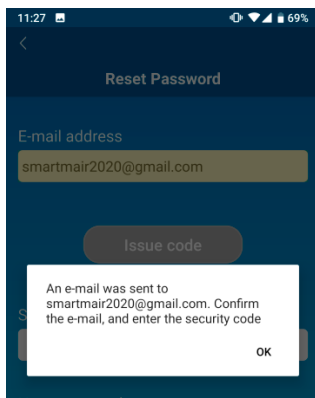 11:27 69%
Reset Password
E-mail address
smartmair2020@gmail.com
Issue code
An e-mail was sent to
smartmair2020@gmail.com. Confirm
the e-mail, and enter the security code
S
OK